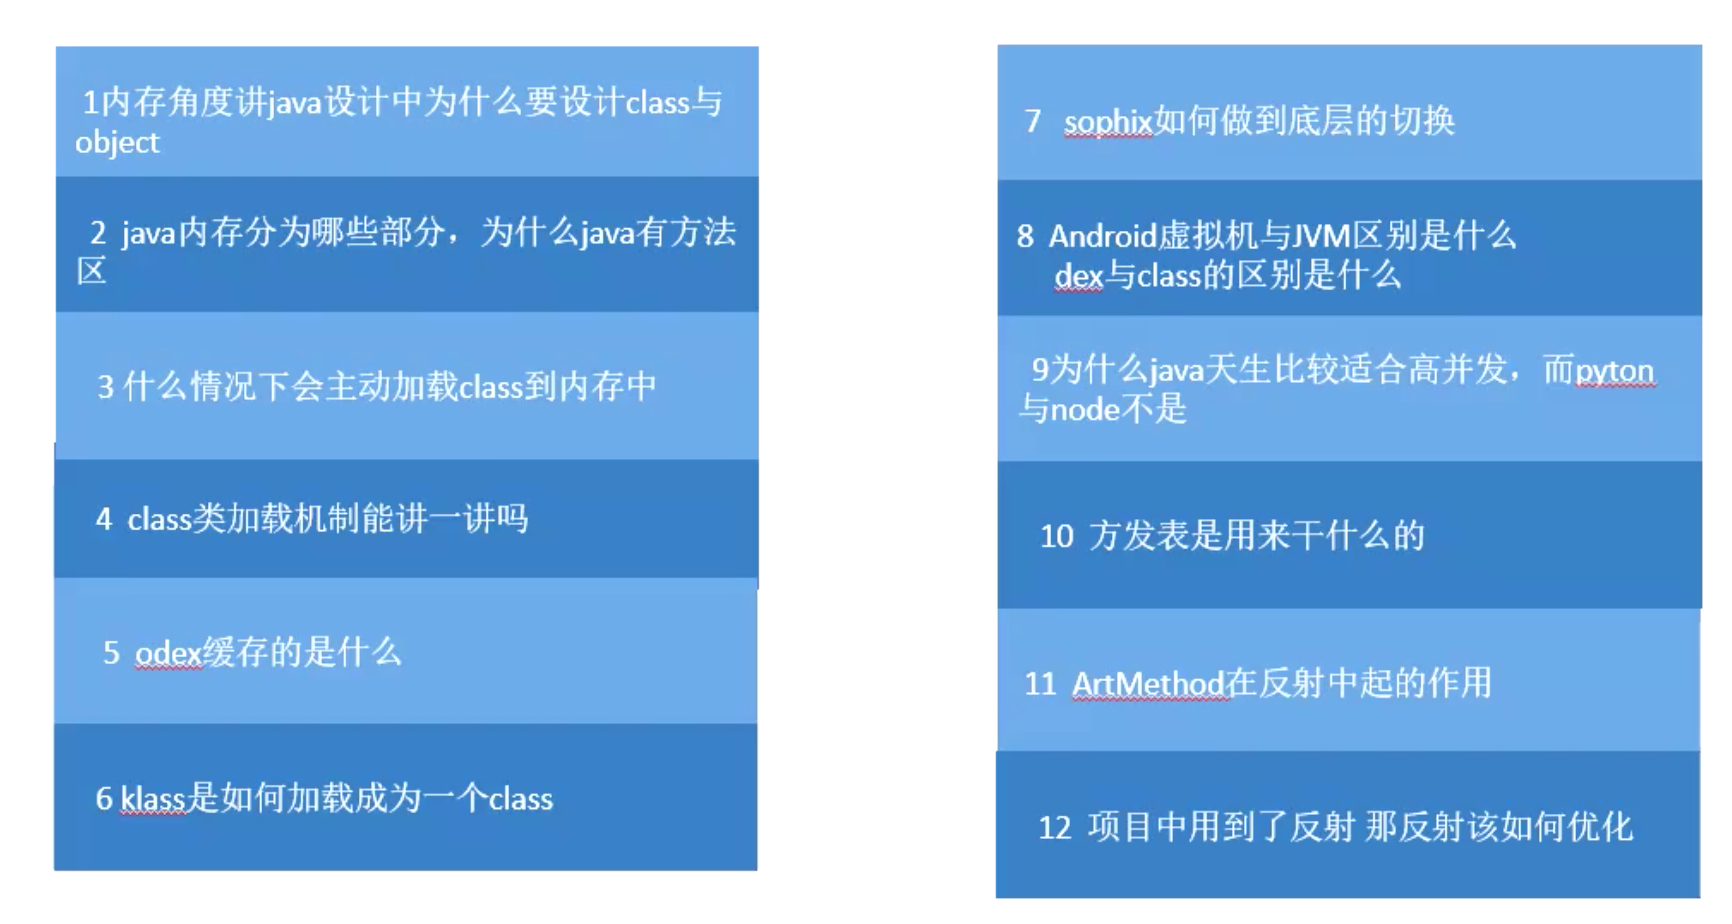 1内存角度讲java设计中为什么要设计class与
object
2 java内存分为哪些部分，为什么java有方法
区
3 什么情况下会主动加载class到内存中
4 class类加载机制能讲一讲吗
5 odex缓存的是什么
6 klass是如何加载成为一个class
7 sophix如何做到底层的切换
8 Android虚拟机与JVM区别是什么
dex与class的区别是什么
9为什么java天生比较适合高并发，而pyton
与node不是
10 方发表是用来干什么的
11 ArtMethod在反射中起的作用
12 项目中用到了反射 那反射该如何优化